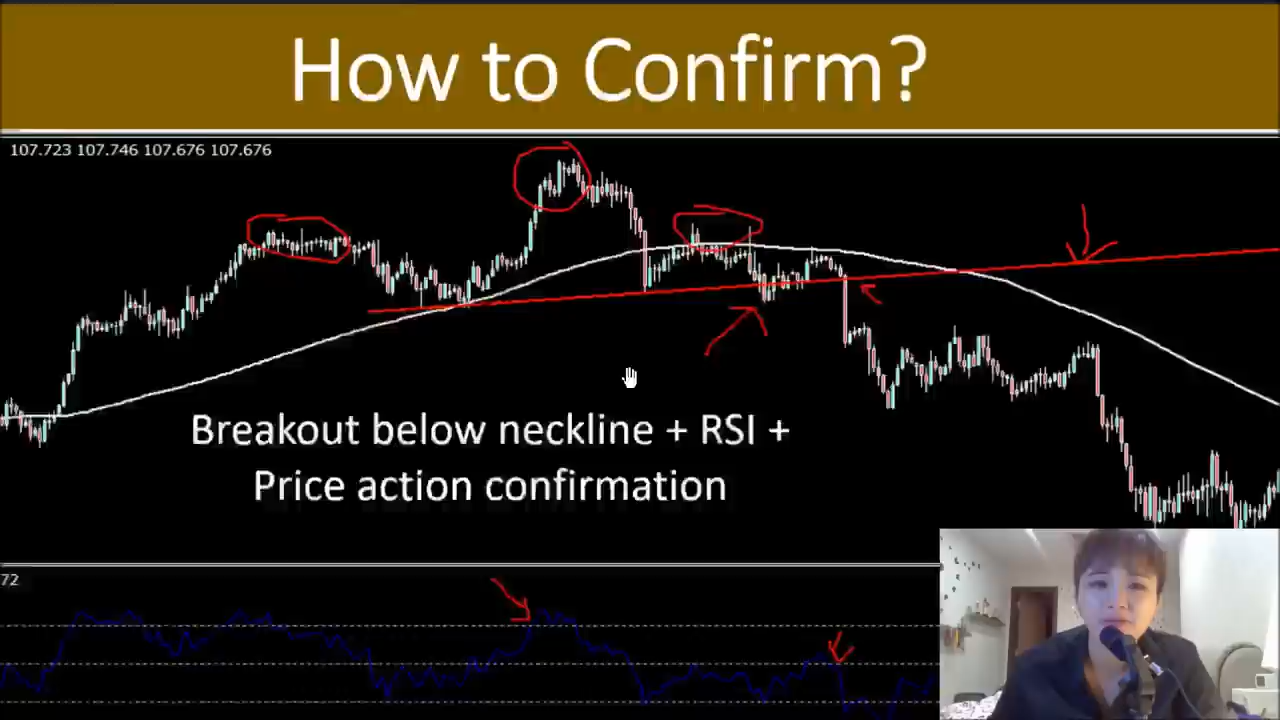 How to Confirm?
107.723 107.746 107.676 107.676
Breakout below neckline + RSI +
Price action confirmation
72